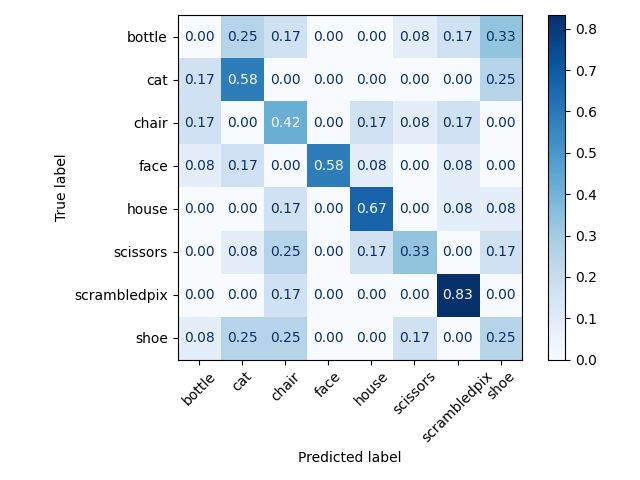 bottle 0.00 0.25 0.17 0.00 0.00 0.08 0.17 0.33
cat 0.17 0.58 0.00 0.00 0.00 0.00 0.00 0.25
chair 0.17 0.00 0.42 0.00 0.17 0.08 0.17 0.00
face 0.08 0.17 0.00 0.58 0.08 0.00 0.08 0.00
house 0.00 0.00 0.17 0.00 0.67 0.00 0.08 0.08
scissors 0.00 0.08 0.25 0.00 0.17 0.33 0.00 0.17
scrambledpix 0.00 0.00 0.17 0.00 0.00 0.00 0.83 0.00
shoe 0.08 0.25 0.25 0.00 0.00 0.17 0.00 0.25
bottle cat chair face house scissors scrambledpix shoe
Predicted label
True label
0.8
0.7
0.6
0.5
0.4
0.3
0.2
0.1
0.0